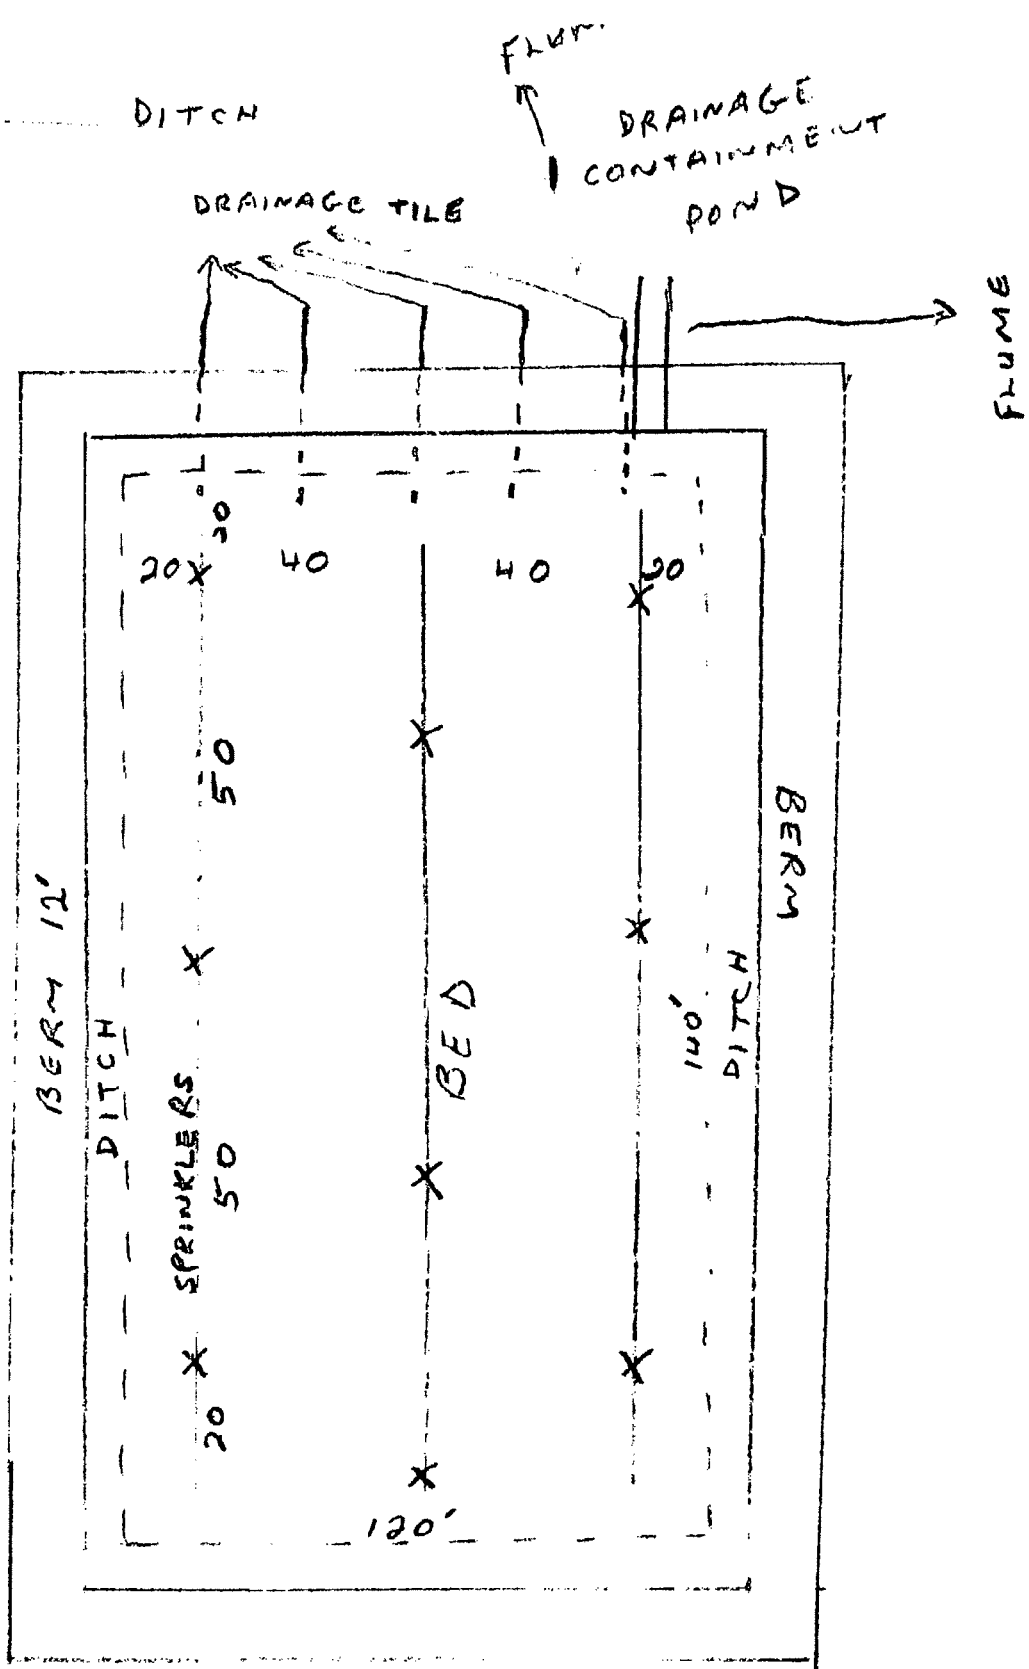 FLUM
DITCH
DRAINAGE
CONTAINMENT
POND
DRAINAGE TILE
FLUME
20
20
40
40
20
50
BERM
BERM 12'
DITCH
BED
140'
DITCH
SPRINKLERS
50
20
120'